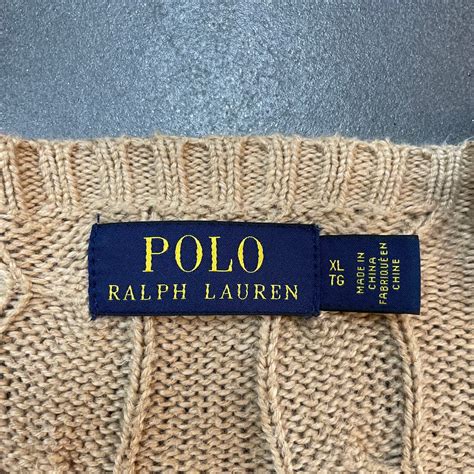 POLO
RALPH LAUREN
XL
TG
MADE IN
CHINA
FABRIQUÉ EN
CHINE